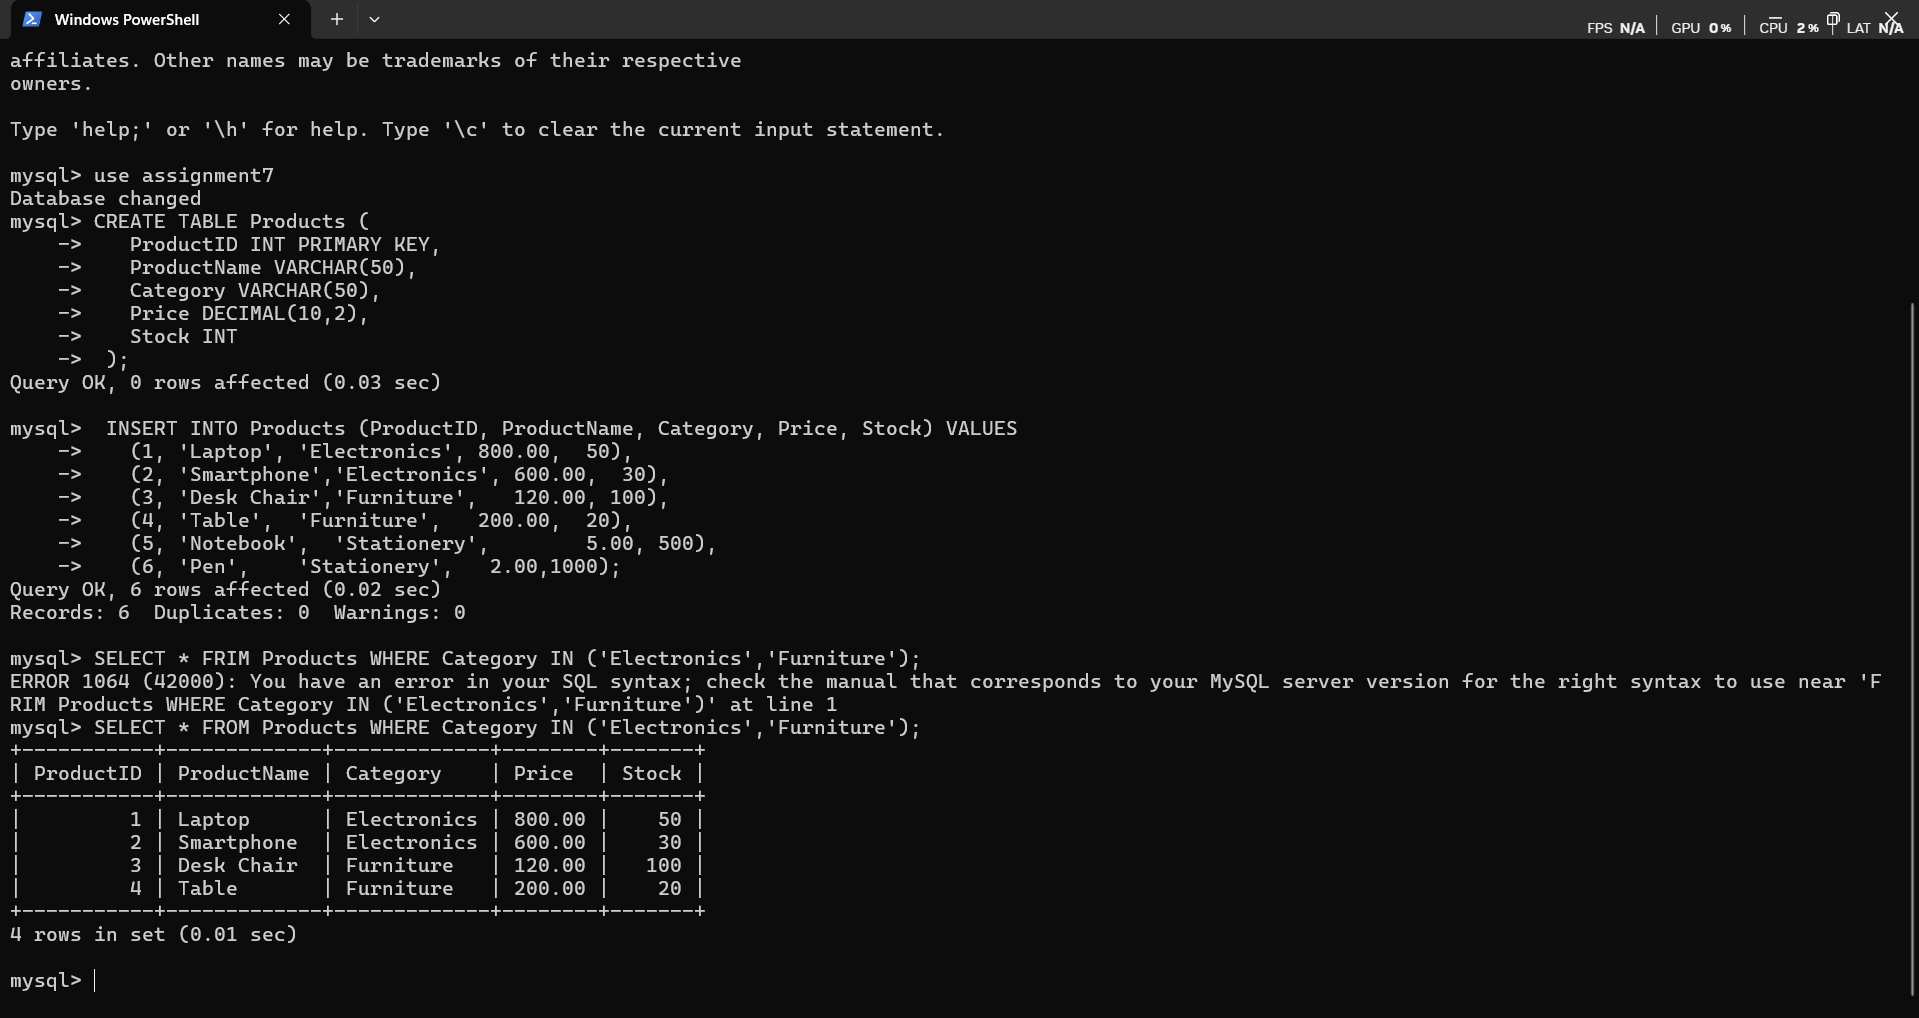 Windows PowerShell
FPS N/A | GPU 0% | CPU 2% | LAT N/A
affiliates. Other names may be trademarks of their respective
owners.
Type 'help;' or '\h' for help. Type '\c' to clear the current input statement.
mysql> use assignment7
Database changed
mysql> CREATE TABLE Products (
    ->    ProductID INT PRIMARY KEY,
    ->    ProductName VARCHAR(50),
    ->    Category VARCHAR(50),
    ->    Price DECIMAL(10,2),
    ->    Stock INT
    ->  );
Query OK, 0 rows affected (0.03 sec)
mysql>  INSERT INTO Products (ProductID, ProductName, Category, Price, Stock) VALUES
    ->    (1, 'Laptop', 'Electronics', 800.00,  50),
    ->    (2, 'Smartphone','Electronics', 600.00,  30),
    ->    (3, 'Desk Chair','Furniture',   120.00, 100),
    ->    (4, 'Table',  'Furniture',   200.00,  20),
    ->    (5, 'Notebook',  'Stationery',        5.00, 500),
    ->    (6, 'Pen',    'Stationery',   2.00,1000);
Query OK, 6 rows affected (0.02 sec)
Records: 6  Duplicates: 0  Warnings: 0
mysql> SELECT * FRIM Products WHERE Category IN ('Electronics','Furniture');
ERROR 1064 (42000): You have an error in your SQL syntax; check the manual that corresponds to your MySQL server version for the right syntax to use near 'F
RIM Products WHERE Category IN ('Electronics','Furniture')' at line 1
mysql> SELECT * FROM Products WHERE Category IN ('Electronics','Furniture');
+-----------+-------------+-------------+--------+-------+
| ProductID | ProductName | Category    | Price  | Stock |
+-----------+-------------+-------------+--------+-------+
|         1 | Laptop      | Electronics | 800.00 |    50 |
|         2 | Smartphone  | Electronics | 600.00 |    30 |
|         3 | Desk Chair  | Furniture   | 120.00 |   100 |
|         4 | Table       | Furniture   | 200.00 |    20 |
+-----------+-------------+-------------+--------+-------+
4 rows in set (0.01 sec)
mysql>